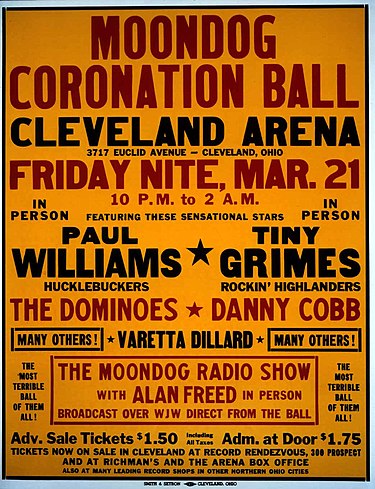 MOONDOG
CORONATION BALL
CLEVELAND ARENA
3717 EUCLID AVENUE — CLEVELAND, OHIO
FRIDAY NITE, MAR. 21
10 P.M. to 2 A.M.
IN PERSON
FEATURING THESE SENSATIONAL STARS
IN PERSON
PAUL WILLIAMS
HUCKLEBUCKERS
★
TINY GRIMES
ROCKIN' HIGHLANDERS
THE DOMINOES ★ DANNY COBB
MANY OTHERS! ★ VARETTA DILLARD ★ MANY OTHERS!
THE 'MOST TERRIBLE BALL OF THEM ALL!
THE MOONDOG RADIO SHOW
WITH ALAN FREED IN PERSON
BROADCAST OVER WJW DIRECT FROM THE BALL
THE MOST TERRIBLE BALL OF THEM ALL!
Adv. Sale Tickets $1.50 Including All Taxes Adm. at Door $1.75
TICKETS NOW ON SALE IN CLEVELAND AT RECORD RENDEZVOUS, 300 PROSPECT
AND AT RICHMAN'S AND THE ARENA BOX OFFICE
ALSO AT MANY LEADING RECORD SHOPS IN OTHER NORTHERN OHIO CITIES
SMITH & SETRON CLEVELAND, OHIO